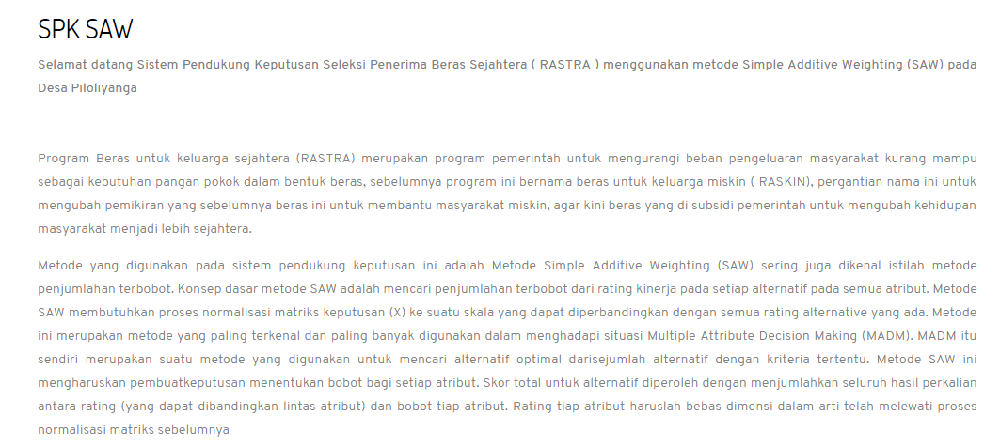 SPK SAW
Selamat datang Sistem Pendukung Keputusan Seleksi Penerima Beras Sejahtera ( RASTRA ) menggunakan metode Simple Additive Weighting (SAW) pada
Desa Piloliyanga
Program Beras untuk keluarga sejahtera (RASTRA) merupakan program pemerintah untuk mengurangi beban pengeluaran masyarakat kurang mampu
sebagai kebutuhan pangan pokok dalam bentuk beras, sebelumnya program ini bernama beras untuk keluarga miskin ( RASKIN), pergantian nama ini untuk
mengubah pemikiran yang sebelumnya beras ini untuk membantu masyarakat miskin, agar kini beras yang di subsidi pemerintah untuk mengubah kehidupan
masyarakat menjadi lebih sejahtera.
Metode yang digunakan pada sistem pendukung keputusan ini adalah Metode Simple Additive Weighting (SAW) sering juga dikenal istilah metode
penjumlahan terbobot. Konsep dasar metode SAW adalah mencari penjumlahan terbobot dari rating kinerja pada setiap alternatif pada semua atribut. Metode
SAW membutuhkan proses normalisasi matriks keputusan (X) ke suatu skala yang dapat diperbandingkan dengan semua rating alternative yang ada. Metode
ini merupakan metode yang paling terkenal dan paling banyak digunakan dalam menghadapi situasi Multiple Attribute Decision Making (MADM). MADM itu
sendiri merupakan suatu metode yang digunakan untuk mencari alternatif optimal darisejumlah alternatif dengan kriteria tertentu. Metode SAW ini
mengharuskan pembuatkeputusan menentukan bobot bagi setiap atribut. Skor total untuk alternatif diperoleh dengan menjumlahkan seluruh hasil perkalian
antara rating (yang dapat dibandingkan lintas atribut) dan bobot tiap atribut. Rating tiap atribut haruslah bebas dimensi dalam arti telah melewati proses
normalisasi matriks sebelumnya